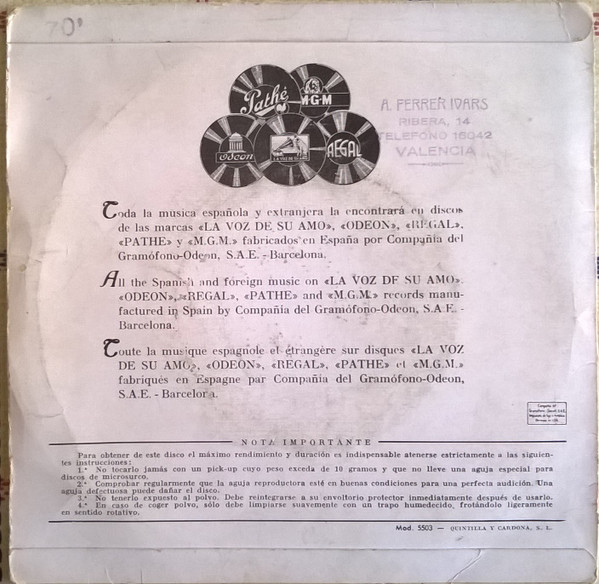 70'
Pathé
M-G-M
Odeon
LA VOZ DE SU AMO
REGAL
A. FERRER IVARS
RIBERA, 14
TELEFONO 16042
VALENCIA
Toda la musica española y extranjera la encontrará en discos
de las marcas «LA VOZ DE SU AMO», «ODEON», «REGAL»,
«PATHE» y «M.G.M.» fabricados en España por Compañia del
Gramófono-Odeon, S.A.E. - Barcelona.
All the Spanish and foreign music on «LA VOZ DE SU AMO».
«ODEON», «REGAL», «PATHE» and «M.G.M.» records manu-
factured in Spain by Compañia del Gramófono-Odeon, S.A.E. -
Barcelona.
Toute la musique espagnole et étrangère sur disques «LA VOZ
DE SU AMO», «ODEON», «REGAL», «PATHE» et «M.G.M.»
fabriqués en Espagne par Compañia del Gramófono-Odeon,
S.A.E. - Barcelona.
NOTA IMPORTANTE
Para obtener de este disco el máximo rendimiento y duración es indispensable atenerse estrictamente a las siguien-
tes instrucciones:
1.ª No tocarlo jamás con un pick-up cuyo peso exceda de 10 gramos y que no lleve una aguja especial para
discos de microsurco.
2.ª Comprobar regularmente que la aguja reproductora esté en buenas condiciones para una perfecta audición. Una
aguja defectuosa puede dañar el disco.
3.ª No tenerlo expuesto al polvo. Debe reintegrarse a su envoltorio protector inmediatamente después de usarlo.
4.ª En caso de coger polvo, sólo debe limpiarse suavemente con un trapo humedecido, frotándolo ligeramente
en sentido rotativo.
Mod. 5503 — QUINTILLA Y CARDONA, S. L.